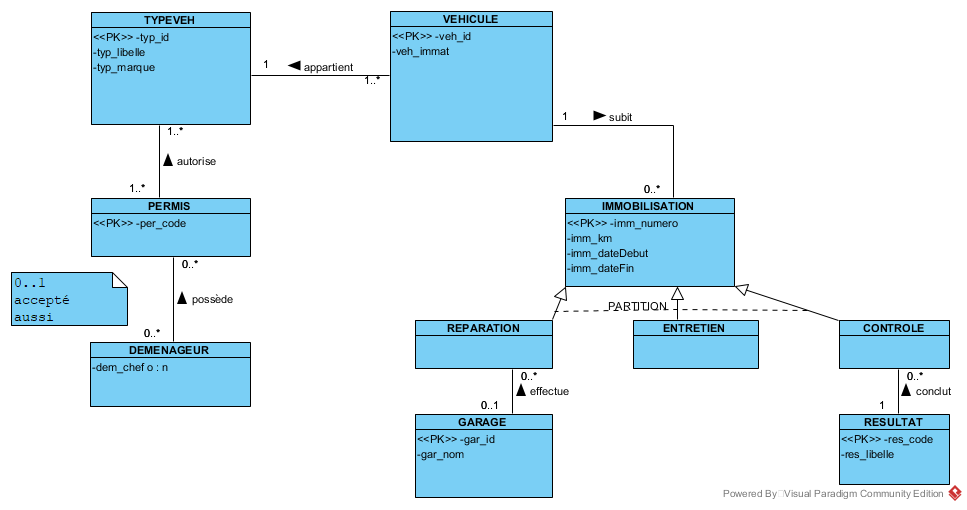 TYPEVEH
<<PK>> -typ_id
-typ_libelle
-typ_marque
VEHICULE
<<PK>> -veh_id
-veh_immat
1
appartient
1..*
1
subit
0..*
1..*
autorise
1..*
PERMIS
<<PK>> -per_code
0..*
possède
0..*
0..1
accepté
aussi
DEMENAGEUR
-dem_chef o : n
IMMOBILISATION
<<PK>> -imm_numero
-imm_km
-imm_dateDebut
-imm_dateFin
PARTITION
REPARATION
ENTRETIEN
CONTROLE
0..*
effectue
0..1
0..*
conclut
1
GARAGE
<<PK>> -gar_id
-gar_nom
RESULTAT
<<PK>> -res_code
-res_libelle
Powered By Visual Paradigm Community Edition